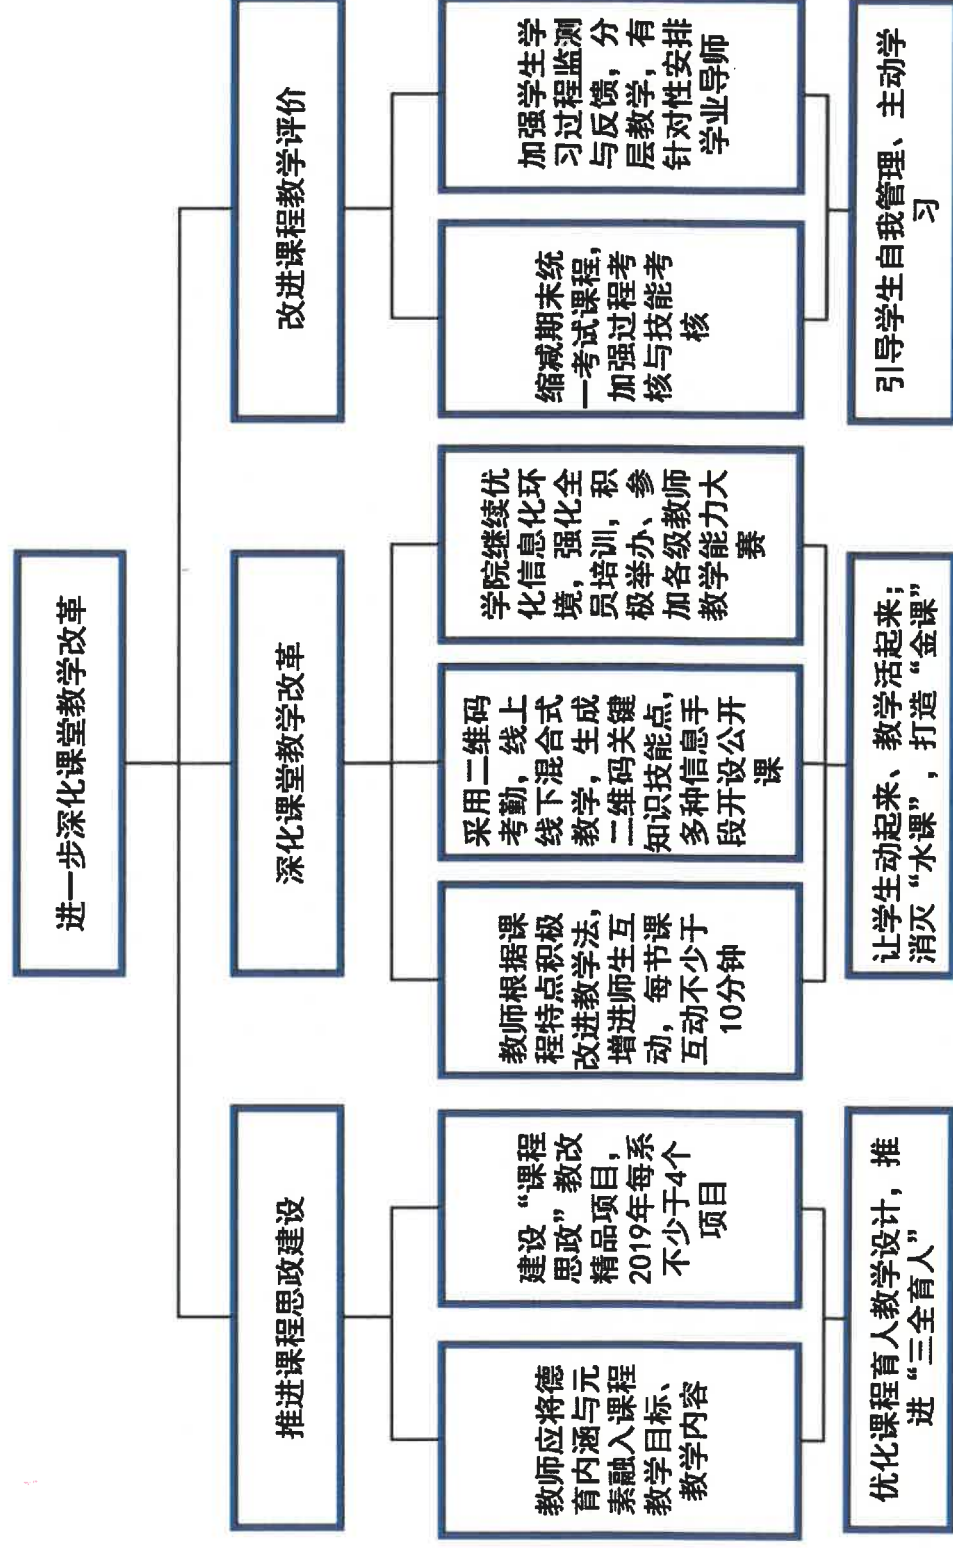 进一步深化课堂教学改革
推进课程思政建设
深化课堂教学改革
改进课程教学评价
教师应将德
育内涵与元
素融入课程
教学目标、
教学内容
建设“课程
思政”教改
精品项目，
2019年每系
不少于4个
项目
教师根据课
程特点积极
改进教学法，
增进师生互
动，每节课
互动不少于
10分钟
采用二维码
考勤，线上
线下混合式
教学，生成
二维码关键
知识技能点，
多种信息手
段开设公开
课
学院继续优
化信息化环
境，强化全
员培训，积
极举办、参
加各级教师
教学能力大
赛
缩减期末统
一考试课程，
加强过程考
核与技能考
核
加强学生学
习过程监测
与反馈，分
层教学，有
针对性安排
学业导师
优化课程育人教学设计，推
进“三全育人”
让学生动起来、教学活起来；
消灭“水课”，打造“金课”
引导学生自我管理、主动学
习